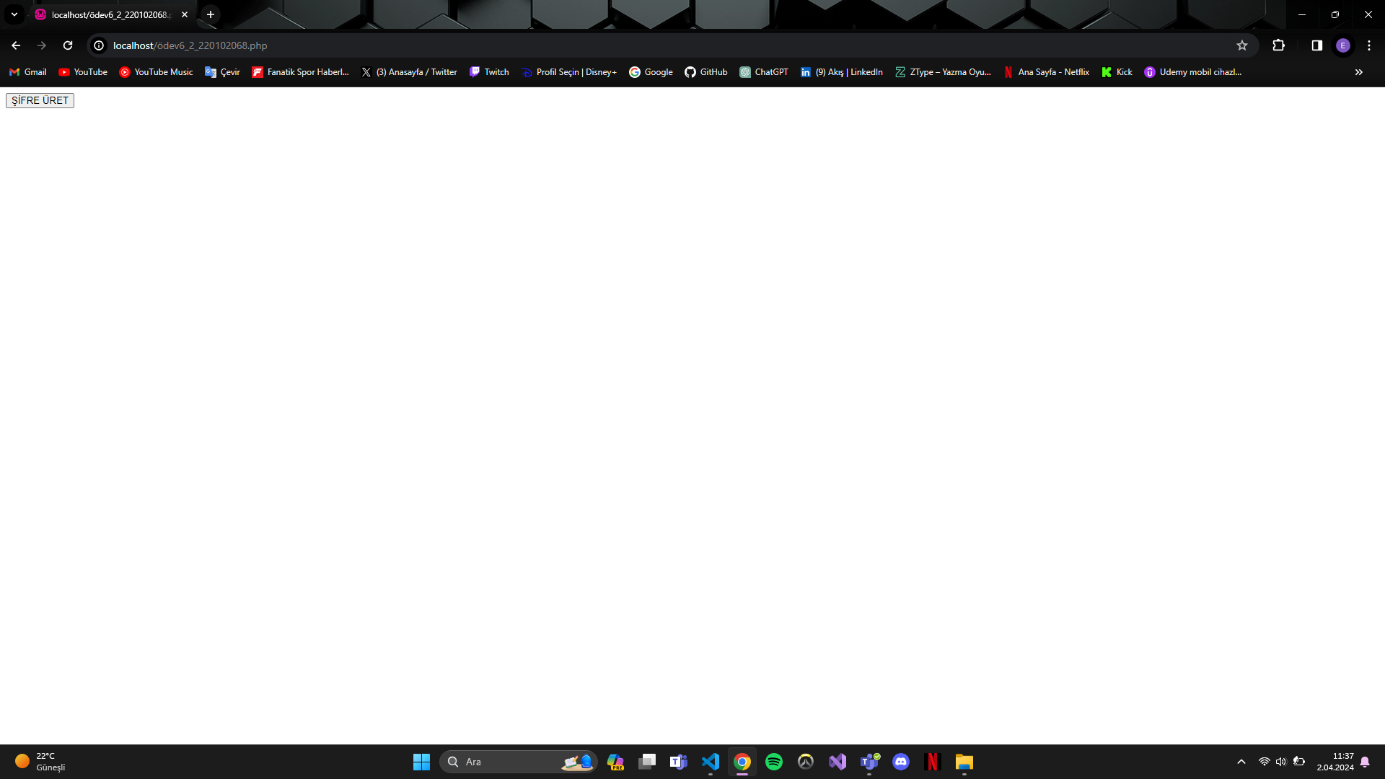 localhost/ödev6_2_220102068.p
localhost/ödev6_2_220102068.php
E
Gmail YouTube YouTube Music Çevir Fanatik Spor Haberl... (3) Anasayfa / Twitter Twitch Profil Seçin | Disney+ Google GitHub ChatGPT (9) Akış | LinkedIn ZType – Yazma Oyu... Ana Sayfa - Netflix Kick Udemy mobil cihazl...
ŞİFRE ÜRET
22°C
Güneşli
Ara
11:37
2.04.2024